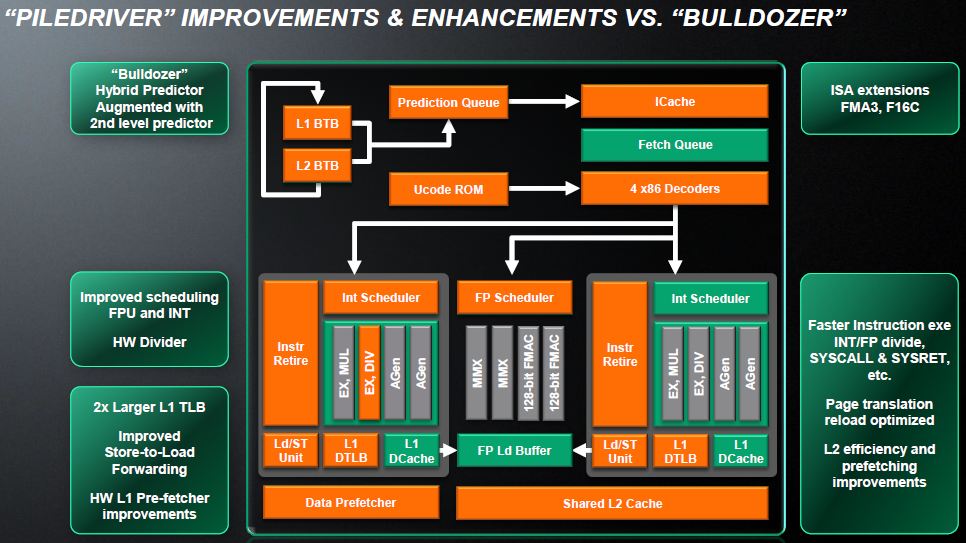 “PILEDRIVER” IMPROVEMENTS & ENHANCEMENTS VS. “BULLDOZER”
“Bulldozer”
Hybrid Predictor
Augmented with
2nd level predictor
L1 BTB
L2 BTB
Prediction Queue
ICache
Fetch Queue
Ucode ROM
4 x86 Decoders
ISA extensions
FMA3, F16C
Improved scheduling
FPU and INT
HW Divider
2x Larger L1 TLB
Improved
Store-to-Load
Forwarding
HW L1 Pre-fetcher
improvements
Instr
Retire
Int Scheduler
EX, MUL
EX, DIV
AGen
AGen
Ld/ST
Unit
L1
DTLB
L1
DCache
FP Scheduler
MMX
MMX
128-bit FMAC
128-bit FMAC
FP Ld Buffer
Instr
Retire
Int Scheduler
EX, MUL
EX, DIV
AGen
AGen
Ld/ST
Unit
L1
DTLB
L1
DCache
Data Prefetcher
Shared L2 Cache
Faster Instruction exe
INT/FP divide,
SYSCALL & SYSRET,
etc.
Page translation
reload optimized
L2 efficiency and
prefetching
improvements